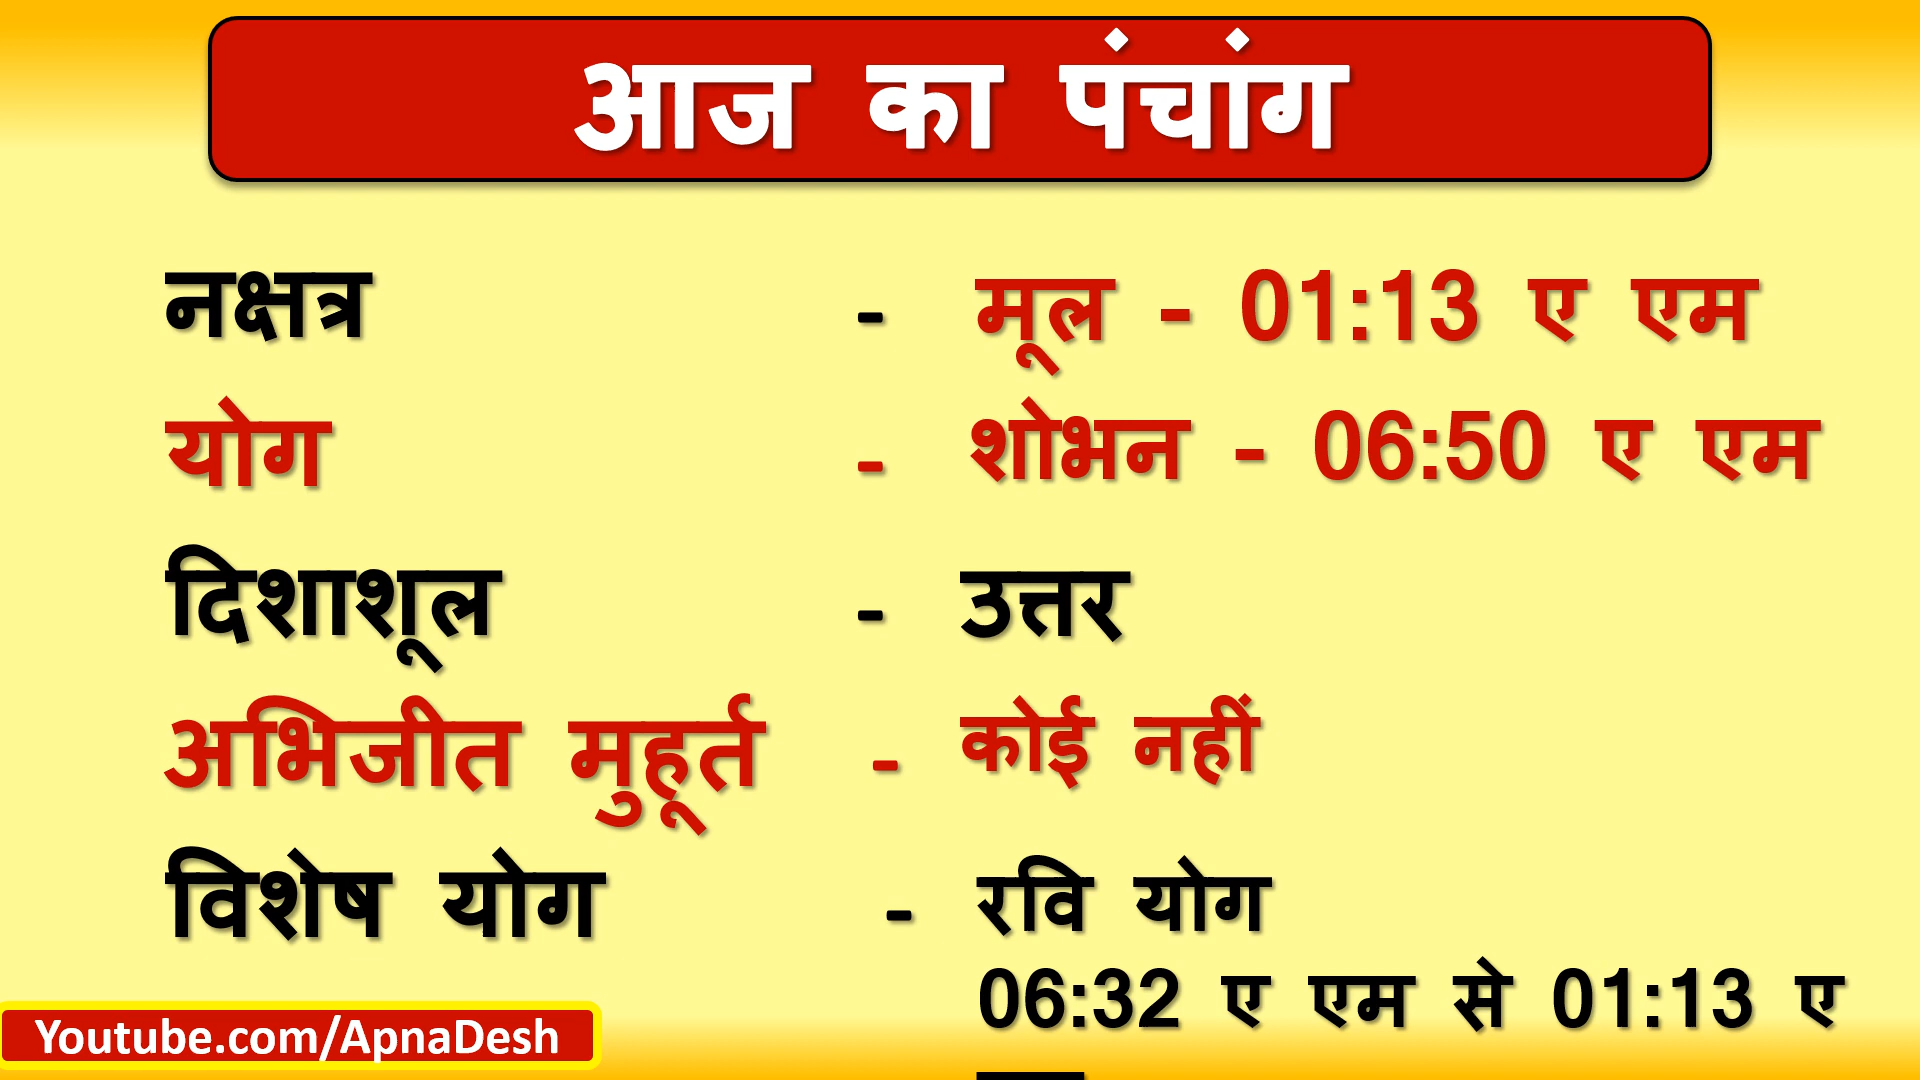 आज का पंचांग
नक्षत्र - मूल - 01:13 ए एम
योग - शोभन - 06:50 ए एम
दिशाशूल - उत्तर
अभिजीत मुहूर्त - कोई नहीं
विशेष योग - रवि योग
06:32 ए एम से 01:13 ए
Youtube.com/ApnaDesh